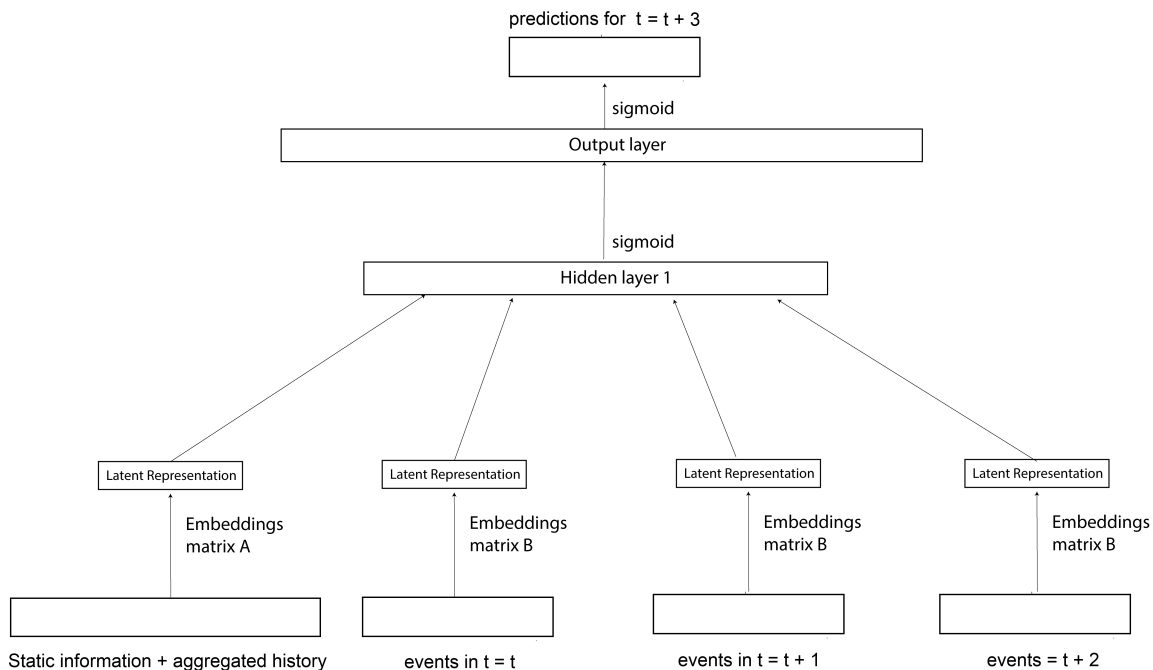 predictions for t = t + 3
sigmoid
Output layer
sigmoid
Hidden layer 1
Latent Representation
Latent Representation
Latent Representation
Latent Representation
Embeddings
matrix A
Embeddings
matrix B
Embeddings
matrix B
Embeddings
matrix B
Static information + aggregated history
events in t = t
events in t = t + 1
events = t + 2